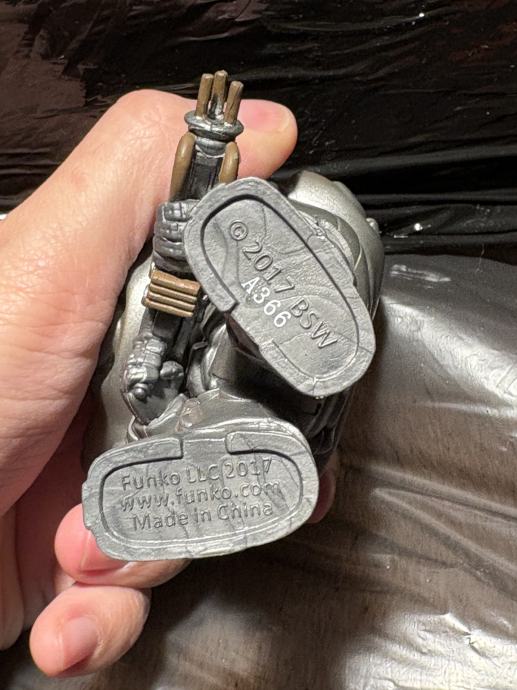 © 2017 BSW
A366
Funko LLC 2017
www.funko.com
Made in China